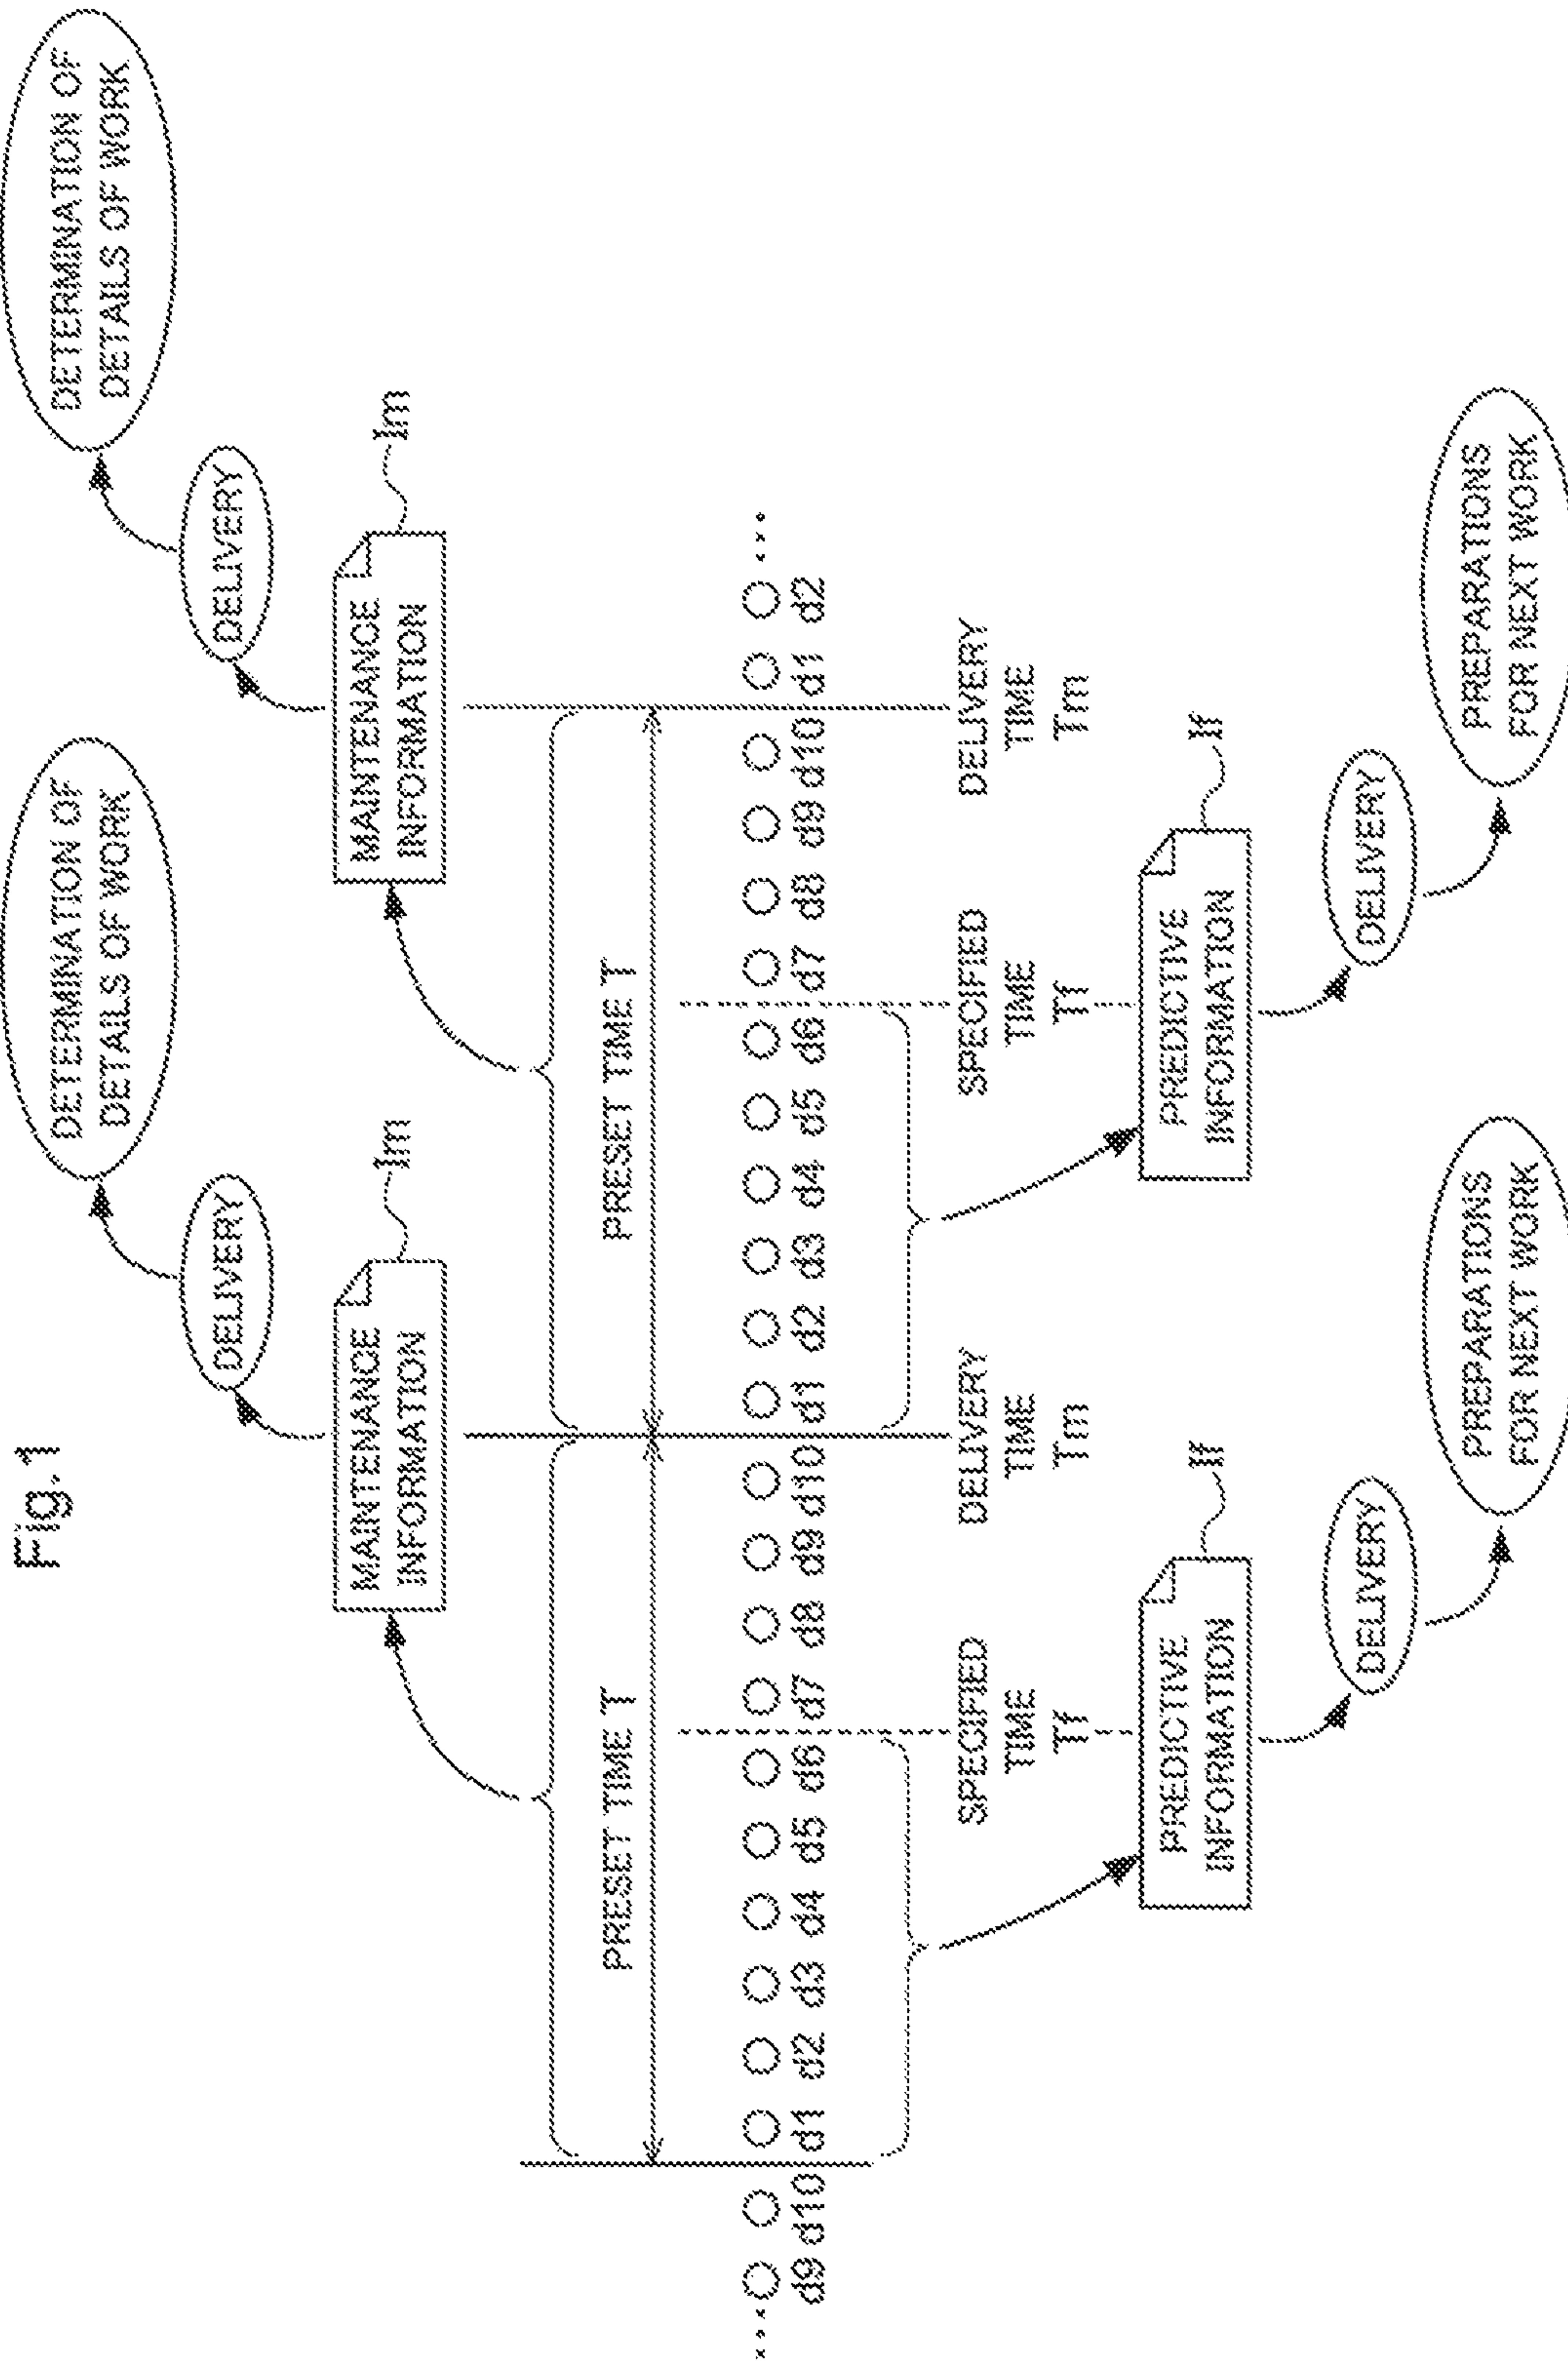 Fig.1
DETERMINATION OF
DETAILS OF WORK
DETERMINATION OF
DETAILS OF WORK
DELIVERY
DELIVERY
MAINTENANCE
INFORMATION
Im
MAINTENANCE
INFORMATION
Im
PRESET TIME T
PRESET TIME T
... ...
d9 d10 d1 d2 d3 d4 d5 d6 d7 d8 d9 d10 d1 d2 d3 d4 d5 d6 d7 d8 d9 d10 d1 d2
SPECIFIED
TIME
Tf
DELIVERY
TIME
Tm
SPECIFIED
TIME
Tf
DELIVERY
TIME
Tm
PREDICTIVE
INFORMATION
If
PREDICTIVE
INFORMATION
If
DELIVERY
DELIVERY
PREPARATIONS
FOR NEXT WORK
PREPARATIONS
FOR NEXT WORK